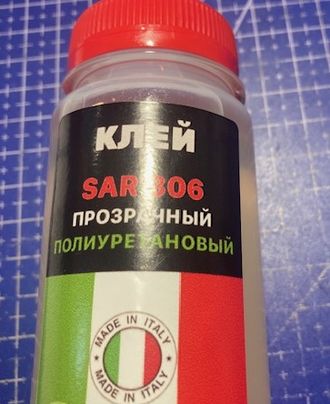 КЛЕЙ
SAR 306
ПРОЗРАЧНЫЙ
ПОЛИУРЕТАНОВЫЙ
MADE IN ITALY
MADE IN ITALY